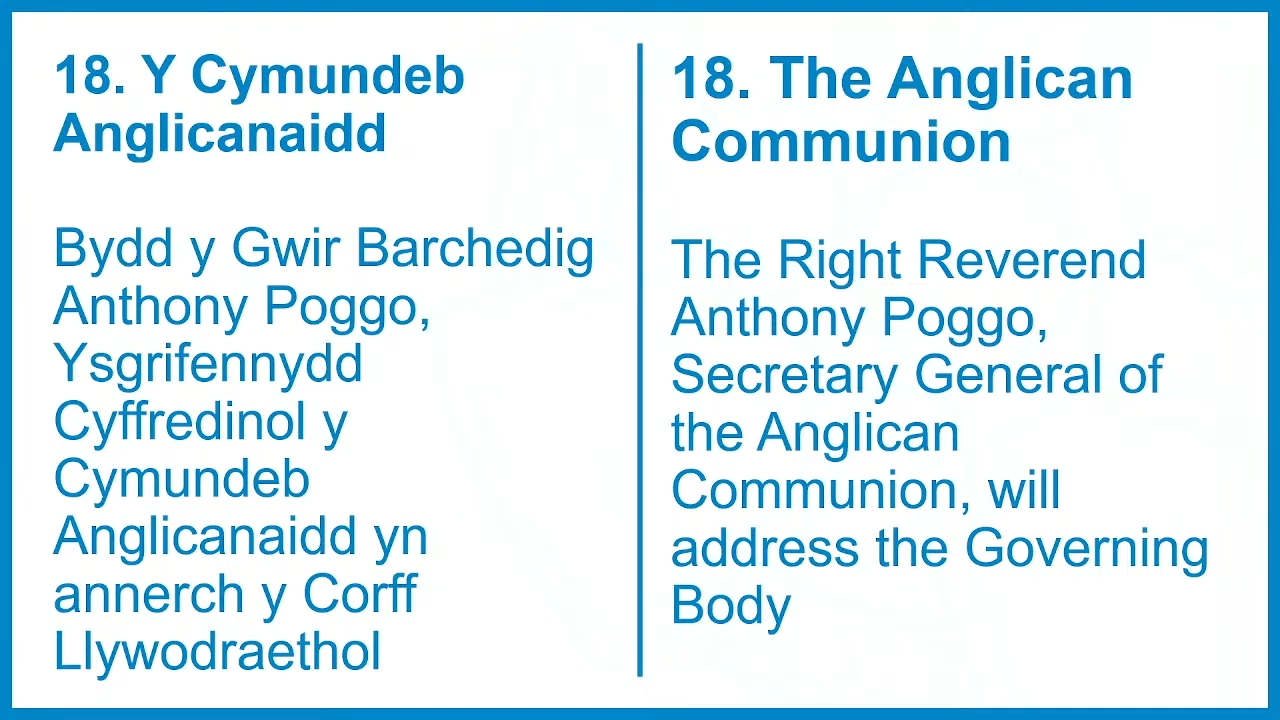 18. Y Cymundeb
Anglicanaidd
Bydd y Gwir Barchedig
Anthony Poggo,
Ysgrifennydd
Cyffredinol y
Cymundeb
Anglicanaidd yn
annerch y Corff
Llywodraethol
18. The Anglican
Communion
The Right Reverend
Anthony Poggo,
Secretary General of
the Anglican
Communion, will
address the Governing
Body